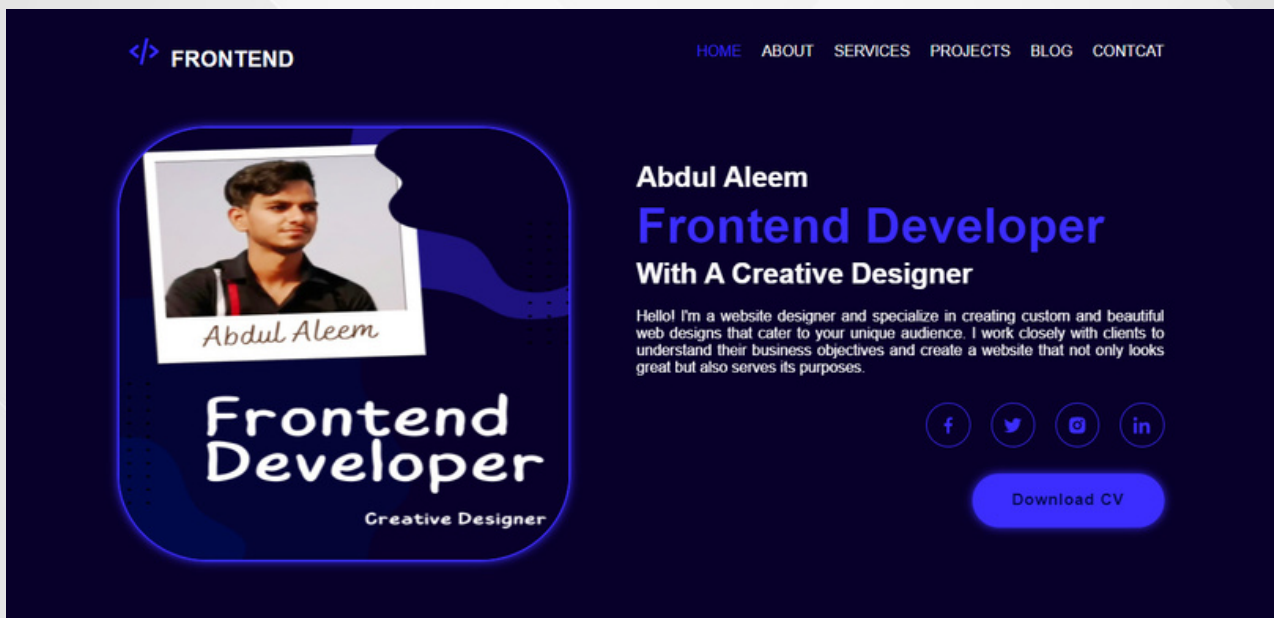 </> FRONTEND
HOME ABOUT SERVICES PROJECTS BLOG CONTCAT
Abdul Aleem
Frontend
Developer
Creative Designer
Abdul Aleem
Frontend Developer
With A Creative Designer
Hello! I'm a website designer and specialize in creating custom and beautiful
web designs that cater to your unique audience. I work closely with clients to
understand their business objectives and create a website that not only looks
great but also serves its purposes.
f in
Download CV